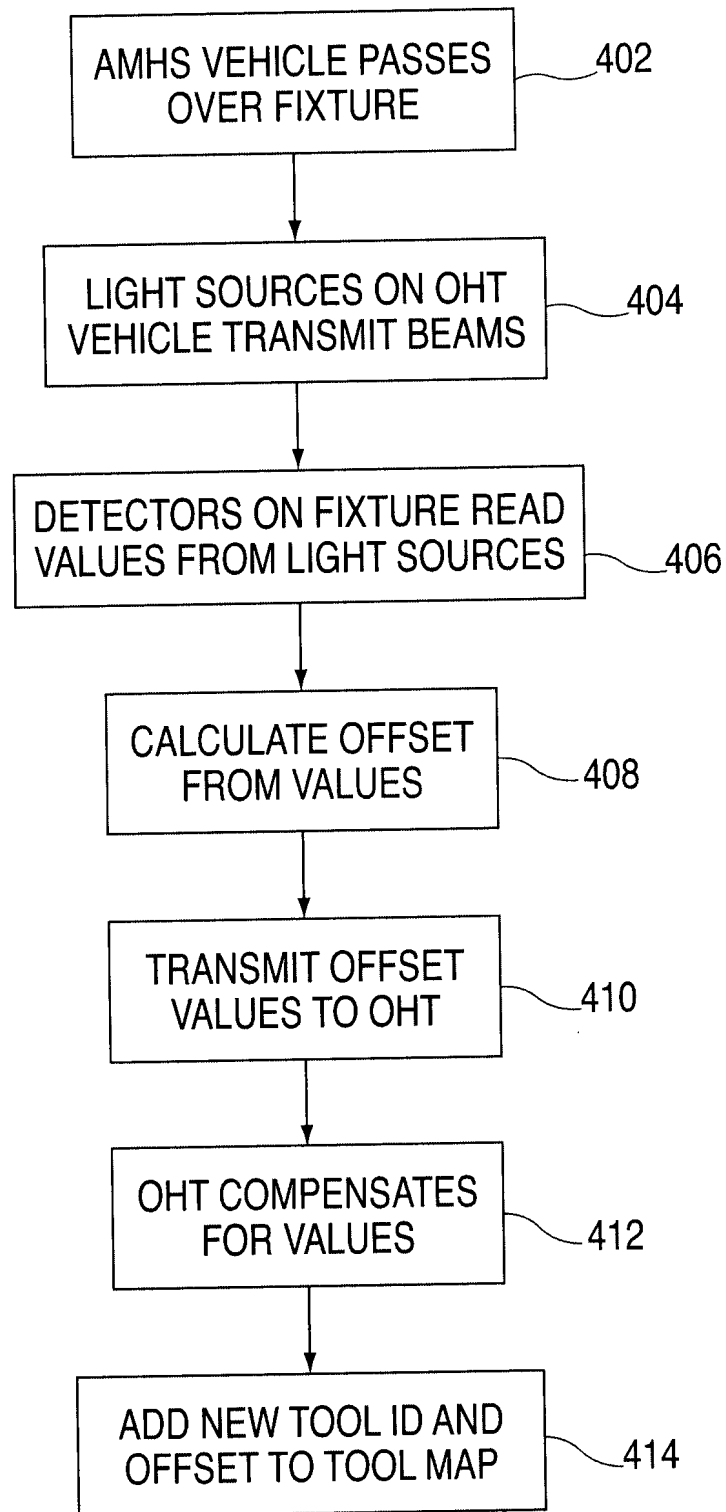 AMHS VEHICLE PASSES
OVER FIXTURE
402
LIGHT SOURCES ON OHT
VEHICLE TRANSMIT BEAMS
404
DETECTORS ON FIXTURE READ
VALUES FROM LIGHT SOURCES
406
CALCULATE OFFSET
FROM VALUES
408
TRANSMIT OFFSET
VALUES TO OHT
410
OHT COMPENSATES
FOR VALUES
412
ADD NEW TOOL ID AND
OFFSET TO TOOL MAP
414